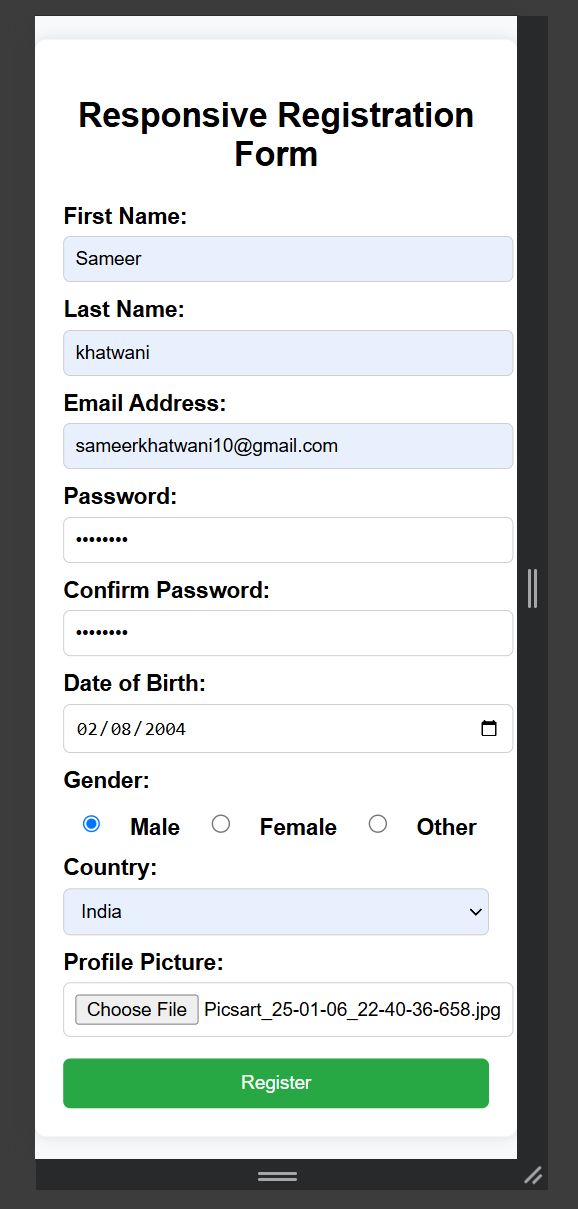 Responsive Registration
Form
First Name:
Sameer
Last Name:
khatwani
Email Address:
sameerkhatwani10@gmail.com
Password:
••••••••
Confirm Password:
••••••••
Date of Birth:
02/08/2004
Gender:
Male Female Other
Country:
India
Profile Picture:
Choose File Picsart_25-01-06_22-40-36-658.jpg
Register